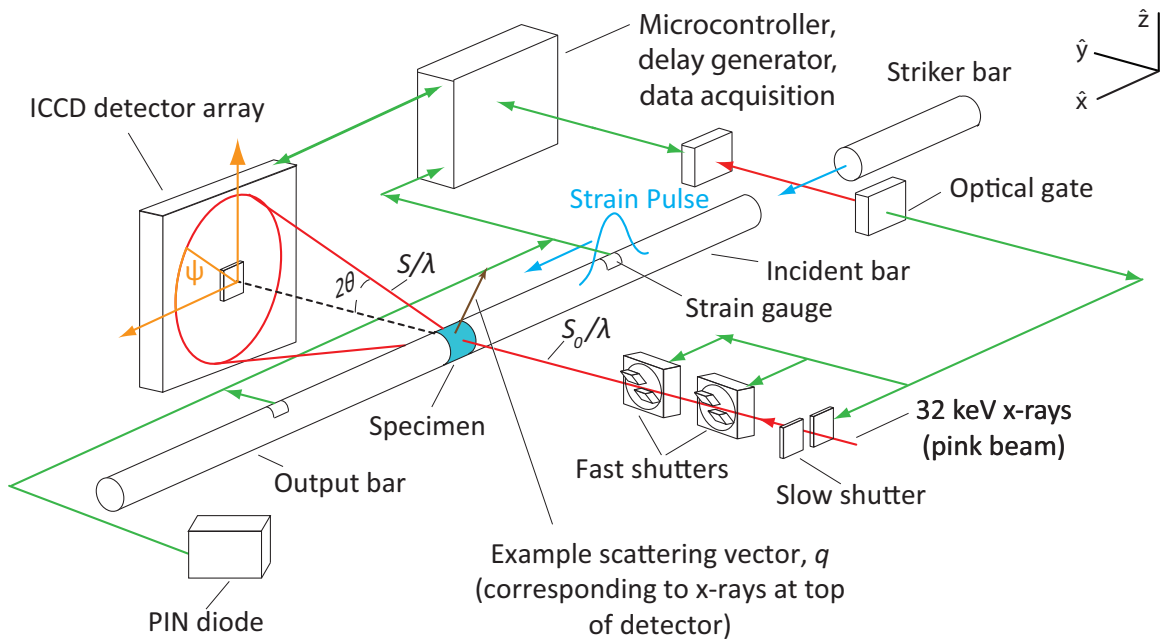 Microcontroller,
delay generator,
data acquisition
ẑ
ŷ
x̂
Striker bar
ICCD detector array
Optical gate
Strain Pulse
Incident bar
Strain gauge
ψ
2θ
S/λ
S₀/λ
Specimen
32 keV x-rays
(pink beam)
Fast shutters
Slow shutter
Output bar
Example scattering vector, q
(corresponding to x-rays at top
of detector)
PIN diode